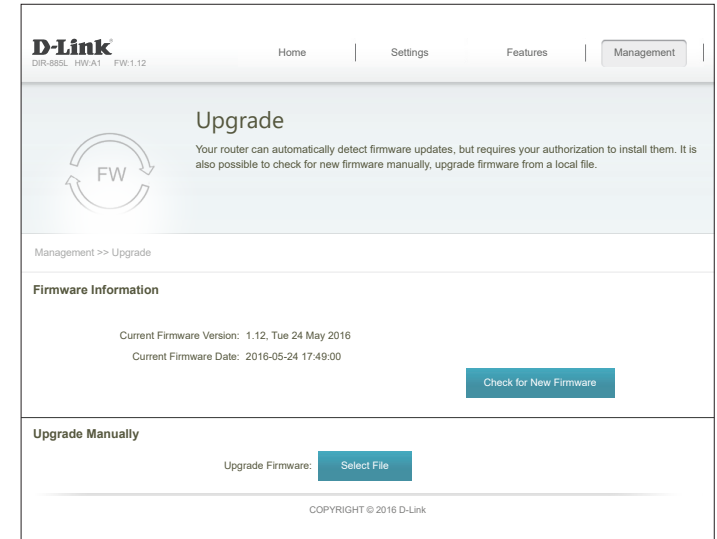 D-Link
DIR-885L HW:A1 FW:1.12
Home
Settings
Features
Management
Upgrade
Your router can automatically detect firmware updates, but requires your authorization to install them. It is
also possible to check for new firmware manually, upgrade firmware from a local file.
FW
Management >> Upgrade
Firmware Information
Current Firmware Version: 1.12, Tue 24 May 2016
Current Firmware Date: 2016-05-24 17:49:00
Check for New Firmware
Upgrade Manually
Upgrade Firmware: Select File
COPYRIGHT © 2016 D-Link